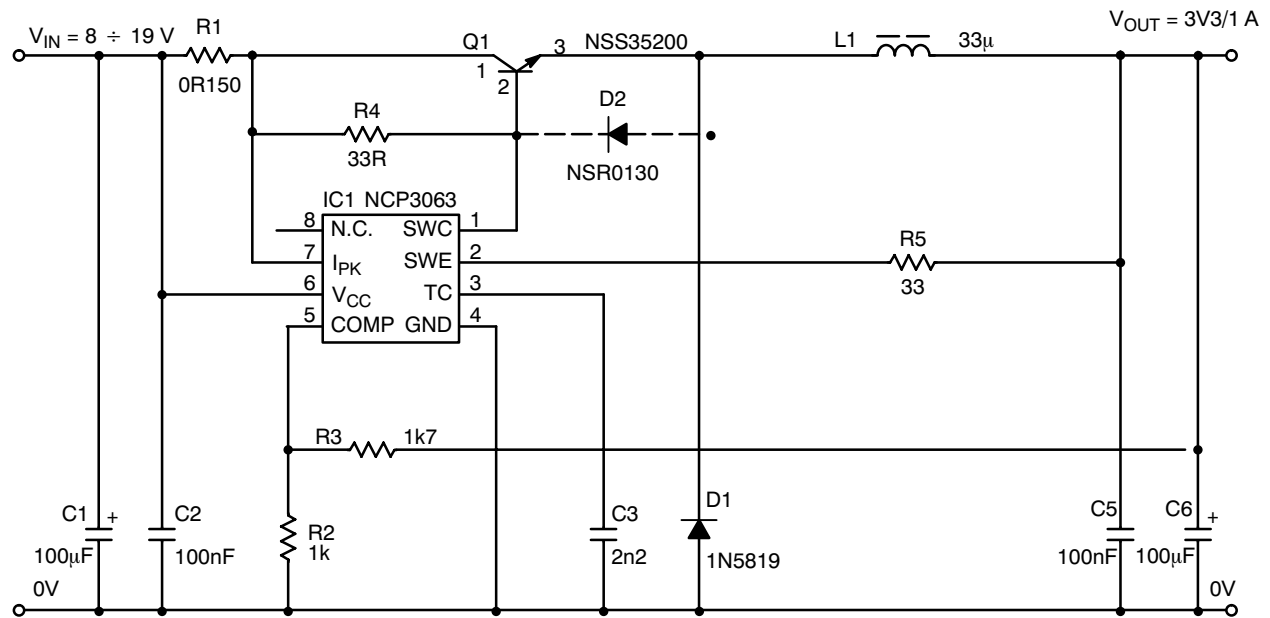 V_OUT = 3V3/1 A
V_IN = 8 ÷ 19 V
R1
0R150
Q1
1
2
3
NSS35200
L1
33μ
R4
33R
D2
NSR0130
IC1 NCP3063
8 N.C. SWC 1
7 I_PK SWE 2
6 V_CC TC 3
5 COMP GND 4
R5
33
R3 1k7
C1 +
100μF
C2
100nF
R2
1k
C3
2n2
D1
1N5819
C5
100nF
C6 +
100μF
0V
0V